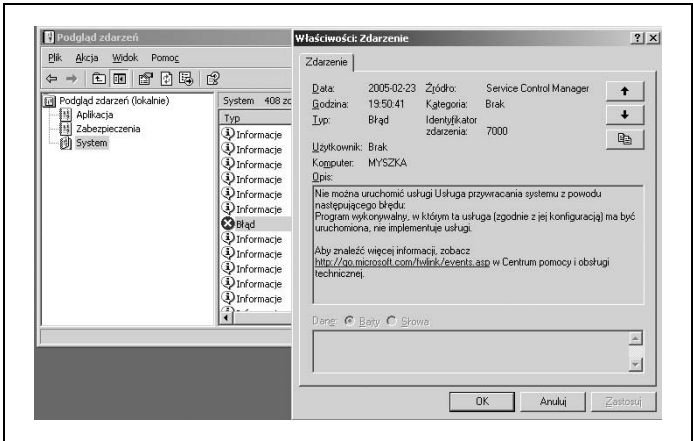 Podgląd zdarzeń
Plik Akcja Widok Pomoc
Podgląd zdarzeń (lokalnie)
Aplikacja
Zabezpieczenia
System
System 408 zd
Typ
Informacje
Informacje
Informacje
Informacje
Informacje
Błąd
Informacje
Informacje
Informacje
Informacje
Informacje
Właściwości: Zdarzenie
Zdarzenie
Data: 2005-02-23 Źródło: Service Control Manager
Godzina: 19:50:41 Kategoria: Brak
Typ: Błąd Identyfikator
zdarzenia: 7000
Użytkownik: Brak
Komputer: MYSZKA
Opis:
Nie można uruchomić usługi Usługa przywracania systemu z powodu
następującego błędu:
Program wykonywalny, w którym ta usługa (zgodnie z jej konfiguracją) ma być
uruchomiona, nie implementuje usługi.
Aby znaleźć więcej informacji, zobacz
http://go.microsoft.com/fwlink/events.asp w Centrum pomocy i obsługi
technicznej.
Dane: Bajty Słowa
OK Anuluj Zastosuj